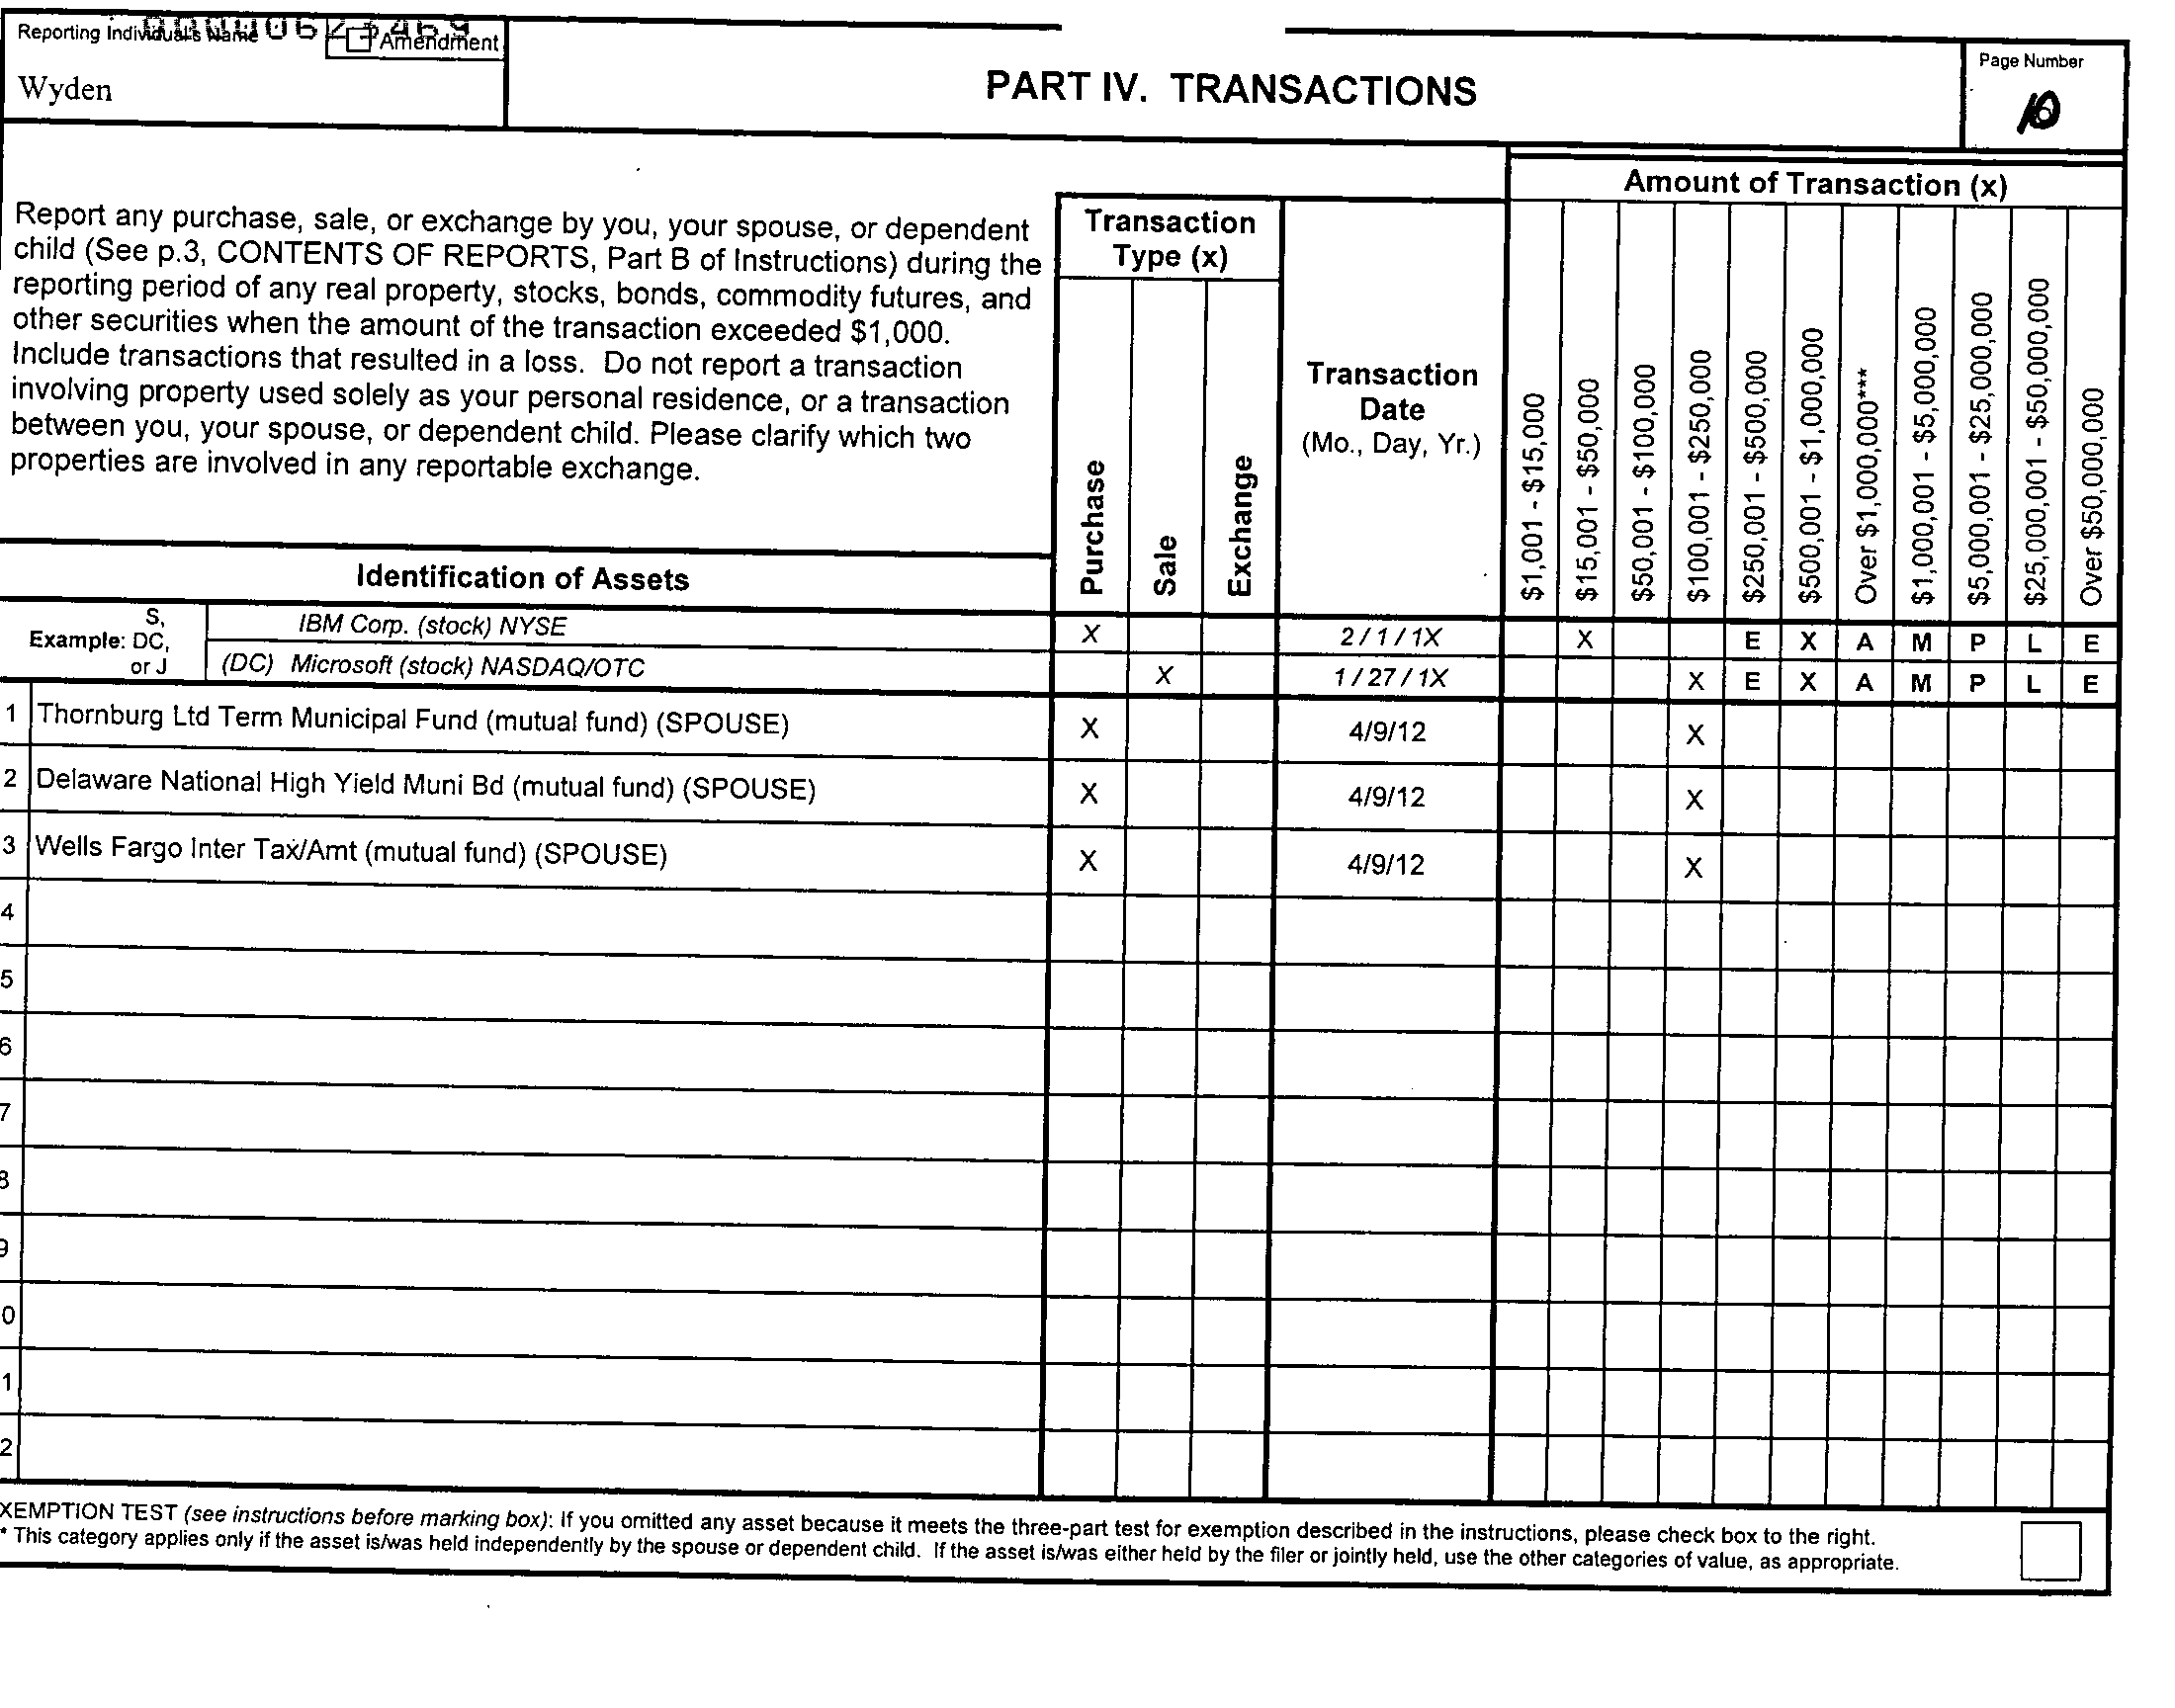 Reporting Individual's Name
Amendment
Wyden
PART IV. TRANSACTIONS
Page Number
Amount of Transaction (x)
Report any purchase, sale, or exchange by you, your spouse, or dependent
child (See p.3, CONTENTS OF REPORTS, Part B of Instructions) during the
reporting period of any real property, stocks, bonds, commodity futures, and
other securities when the amount of the transaction exceeded $1,000.
Include transactions that resulted in a loss. Do not report a transaction
involving property used solely as your personal residence, or a transaction
between you, your spouse, or dependent child. Please clarify which two
properties are involved in any reportable exchange.
Transaction
Type (x)
Purchase
Sale
Exchange
Transaction
Date
(Mo., Day, Yr.)
$1,001 - $15,000
$15,001 - $50,000
$50,001 - $100,000
$100,001 - $250,000
$250,001 - $500,000
$500,001 - $1,000,000
Over $1,000,000***
$1,000,001 - $5,000,000
$5,000,001 - $25,000,000
$25,000,001 - $50,000,000
Over $50,000,000
Identification of Assets
S,
Example: DC,
or J
IBM Corp. (stock) NYSE X 2 / 1 / 1X X E X A M P L E
(DC) Microsoft (stock) NASDAQ/OTC X 1 / 27 / 1X X E X A M P L E
1 Thornburg Ltd Term Municipal Fund (mutual fund) (SPOUSE) X 4/9/12 X
2 Delaware National High Yield Muni Bd (mutual fund) (SPOUSE) X 4/9/12 X
3 Wells Fargo Inter Tax/Amt (mutual fund) (SPOUSE) X 4/9/12 X
4
5
6
7
8
9
0
1
2
XEMPTION TEST (see instructions before marking box): If you omitted any asset because it meets the three-part test for exemption described in the instructions, please check box to the right.
* This category applies only if the asset is/was held independently by the spouse or dependent child. If the asset is/was either held by the filer or jointly held, use the other categories of value, as appropriate.